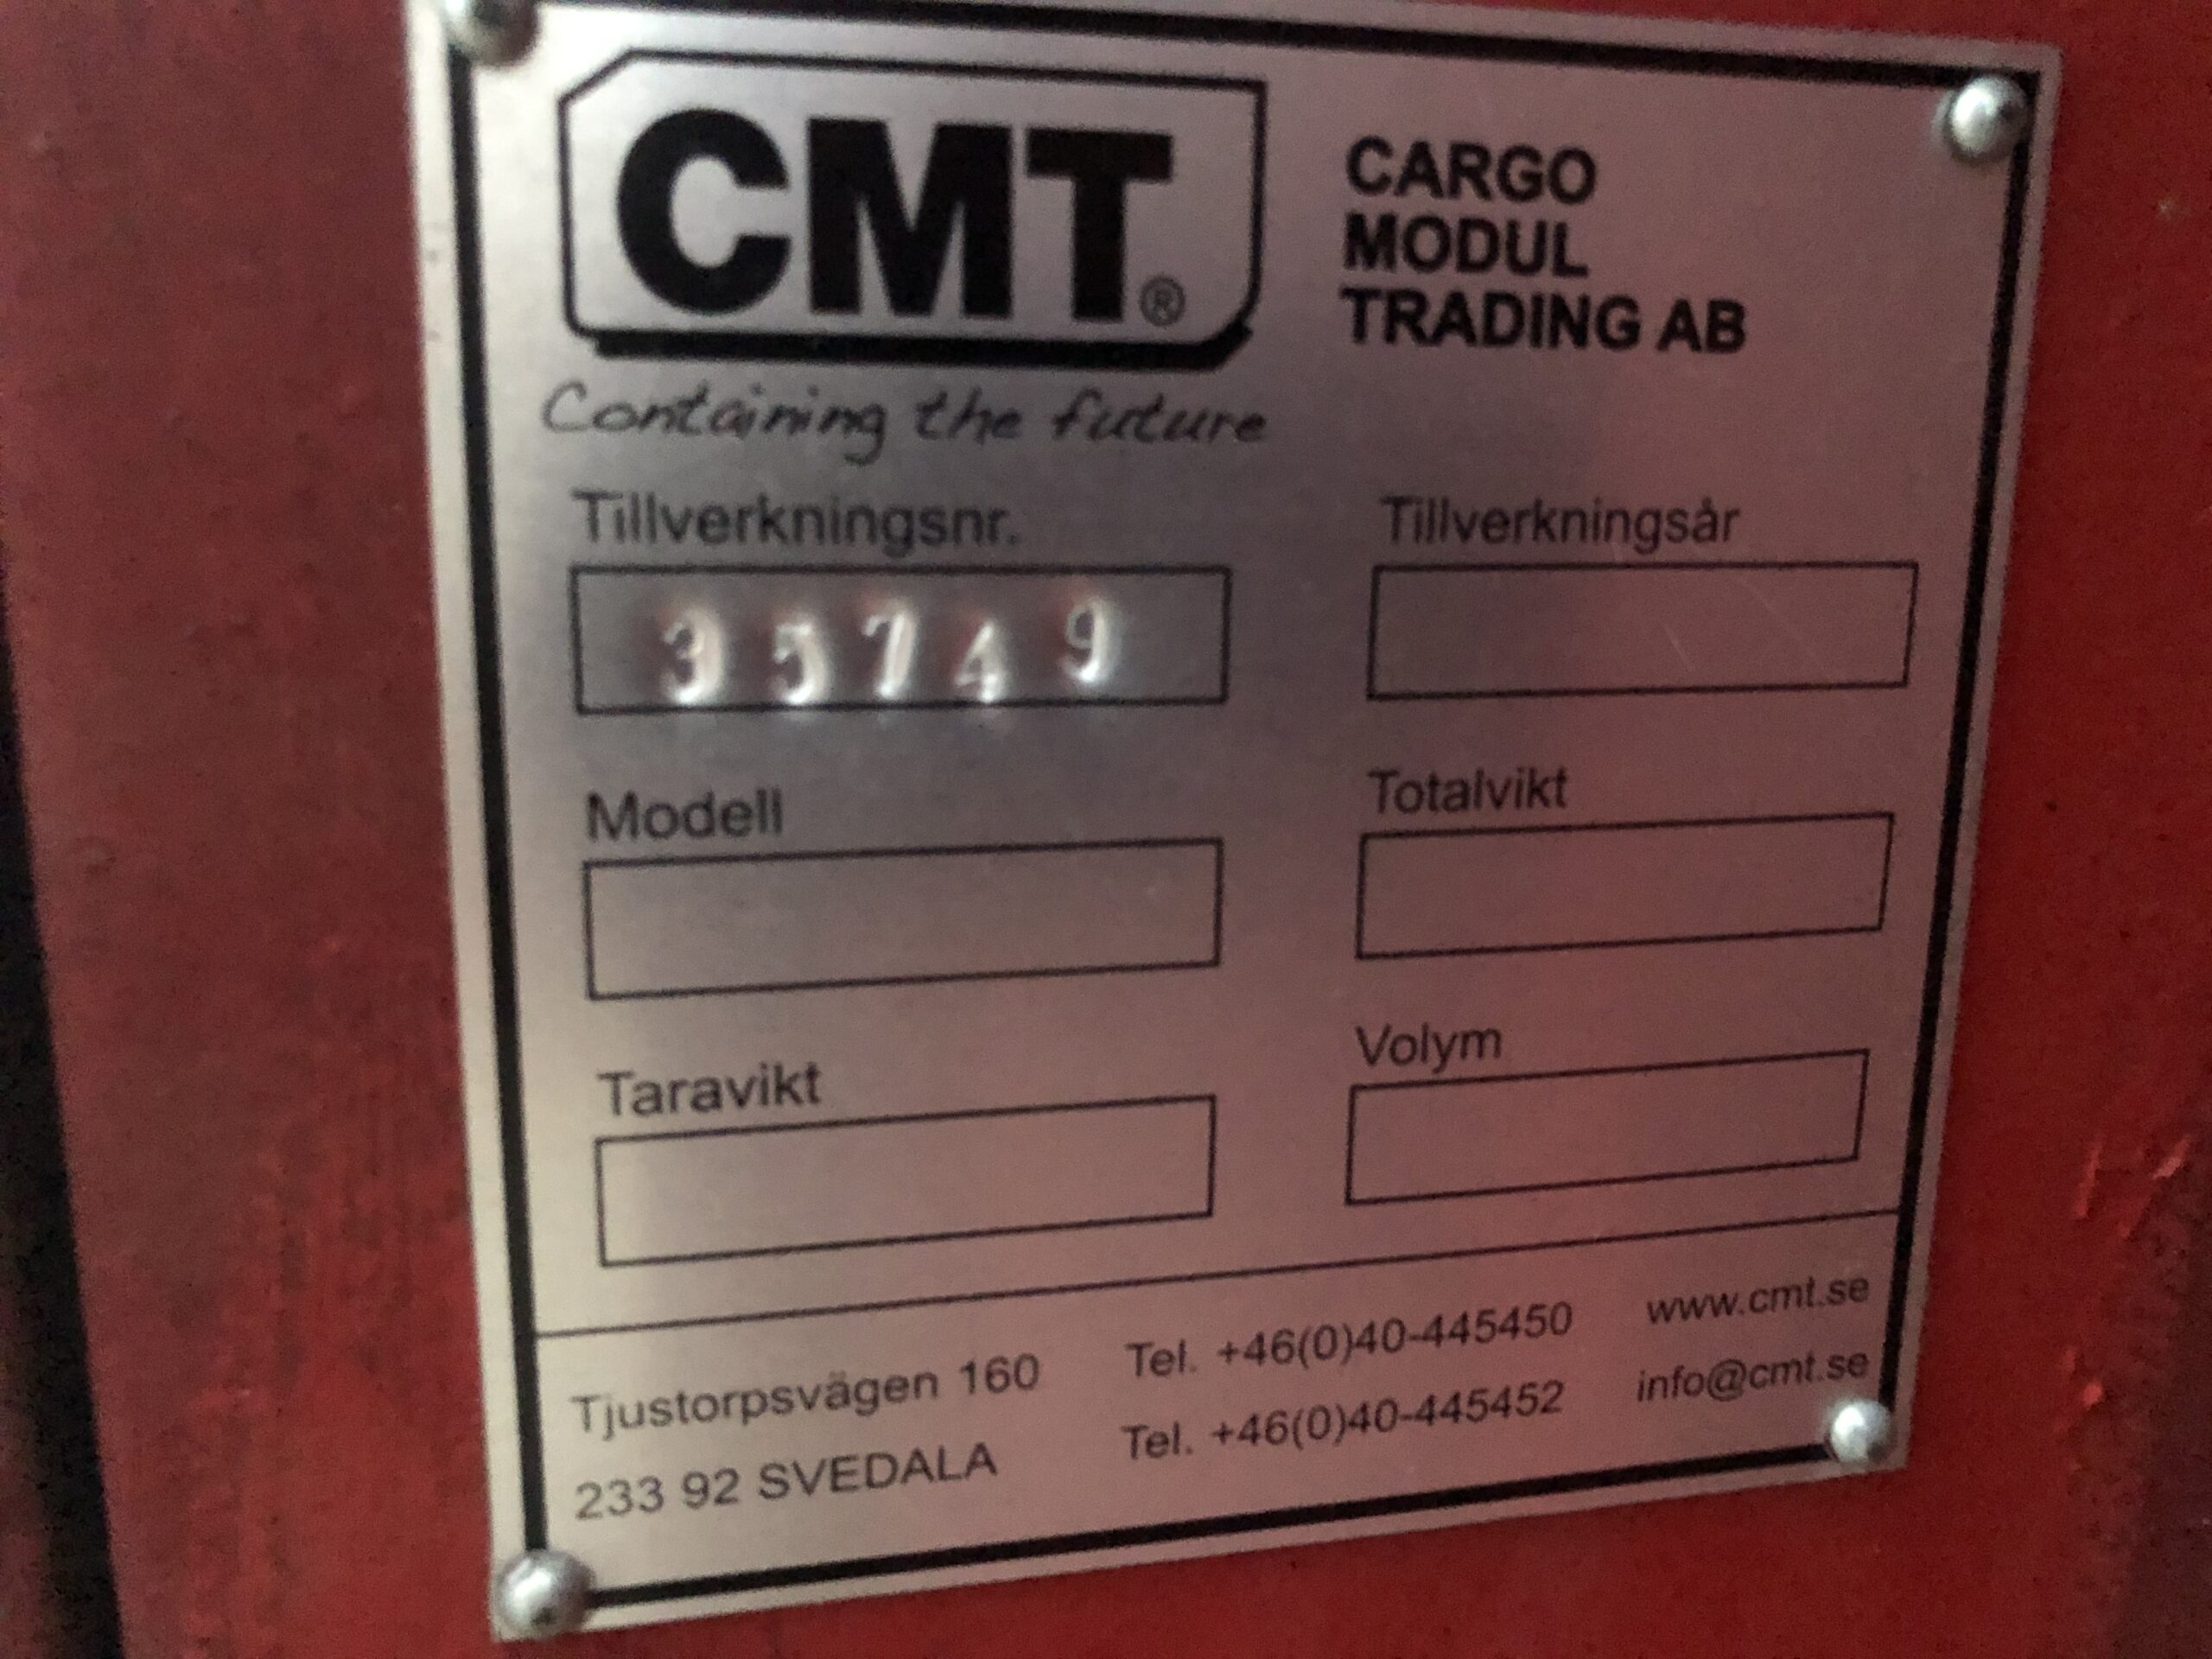 CMT®
CARGO
MODUL
TRADING AB
Containing the future
Tillverkningsnr.
35749
Tillverkningsår
Modell
Totalvikt
Taravikt
Volym
Tjustorpsvägen 160
233 92 SVEDALA
Tel. +46(0)40-445450
Tel. +46(0)40-445452
www.cmt.se
info@cmt.se